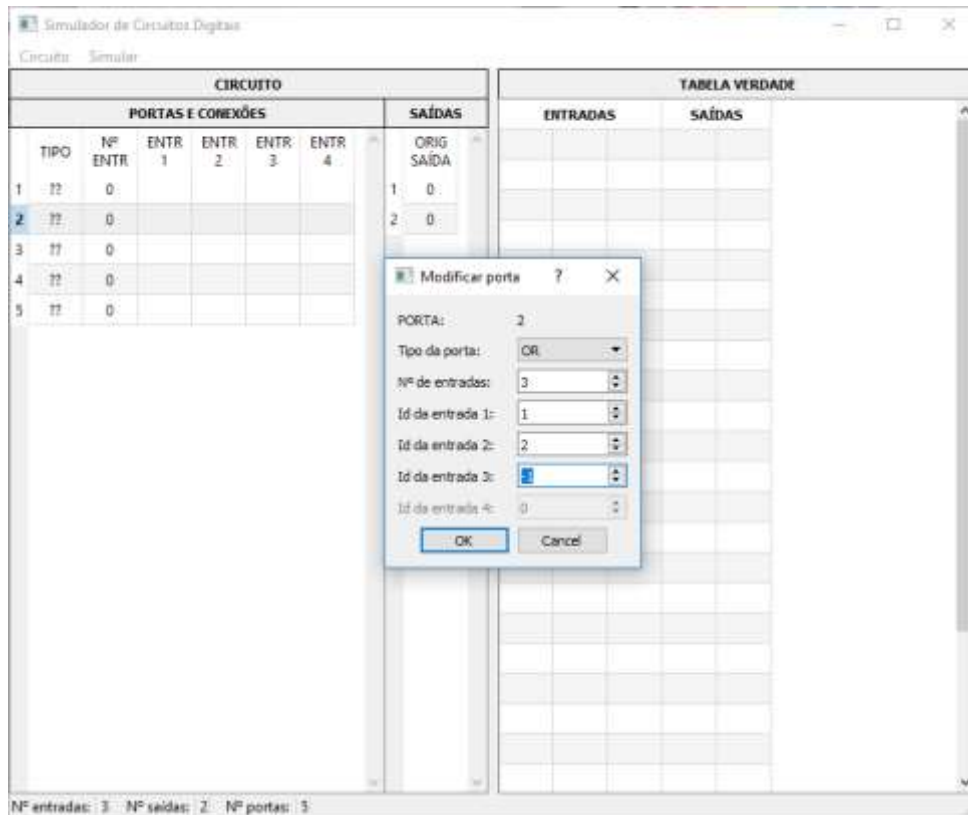 Simulador de Circuitos Digitais
Circuito Simular
CIRCUITO
PORTAS E CONEXÕES SAÍDAS
TIPO Nº ENTR ENTR 1 ENTR 2 ENTR 3 ENTR 4 ORIG SAÍDA
1 ?? 0 1 0
2 ?? 0 2 0
3 ?? 0
4 ?? 0
5 ?? 0
TABELA VERDADE
ENTRADAS SAÍDAS
Modificar porta ?
PORTA: 2
Tipo da porta: OR
Nº de entradas: 3
Id da entrada 1: 1
Id da entrada 2: 2
Id da entrada 3:
Id da entrada 4: 0
OK Cancel
Nº entradas: 3 Nº saídas: 2 Nº portas: 5